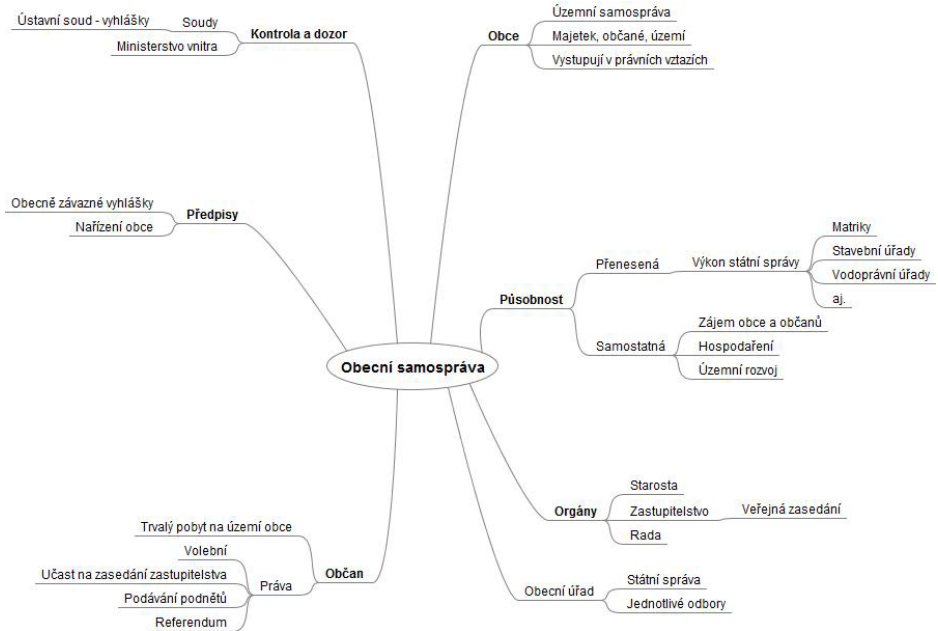 Ústavní soud - vyhlášky
Soudy
Ministerstvo vnitra
Kontrola a dozor
Obce
Územní samospráva
Majetek, občané, území
Vystupují v právních vztazích
Obecně závazné vyhlášky
Nařízení obce
Předpisy
Působnost
Přenesená
Výkon státní správy
Matriky
Stavební úřady
Vodoprávní úřady
aj.
Samostatná
Zájem obce a občanů
Hospodaření
Územní rozvoj
Obecní samospráva
Orgány
Starosta
Zastupitelstvo
Veřejná zasedání
Rada
Trvalý pobyt na území obce
Volební
Učast na zasedání zastupitelstva
Podávání podnětů
Referendum
Práva
Občan
Obecní úřad
Státní správa
Jednotlivé odbory